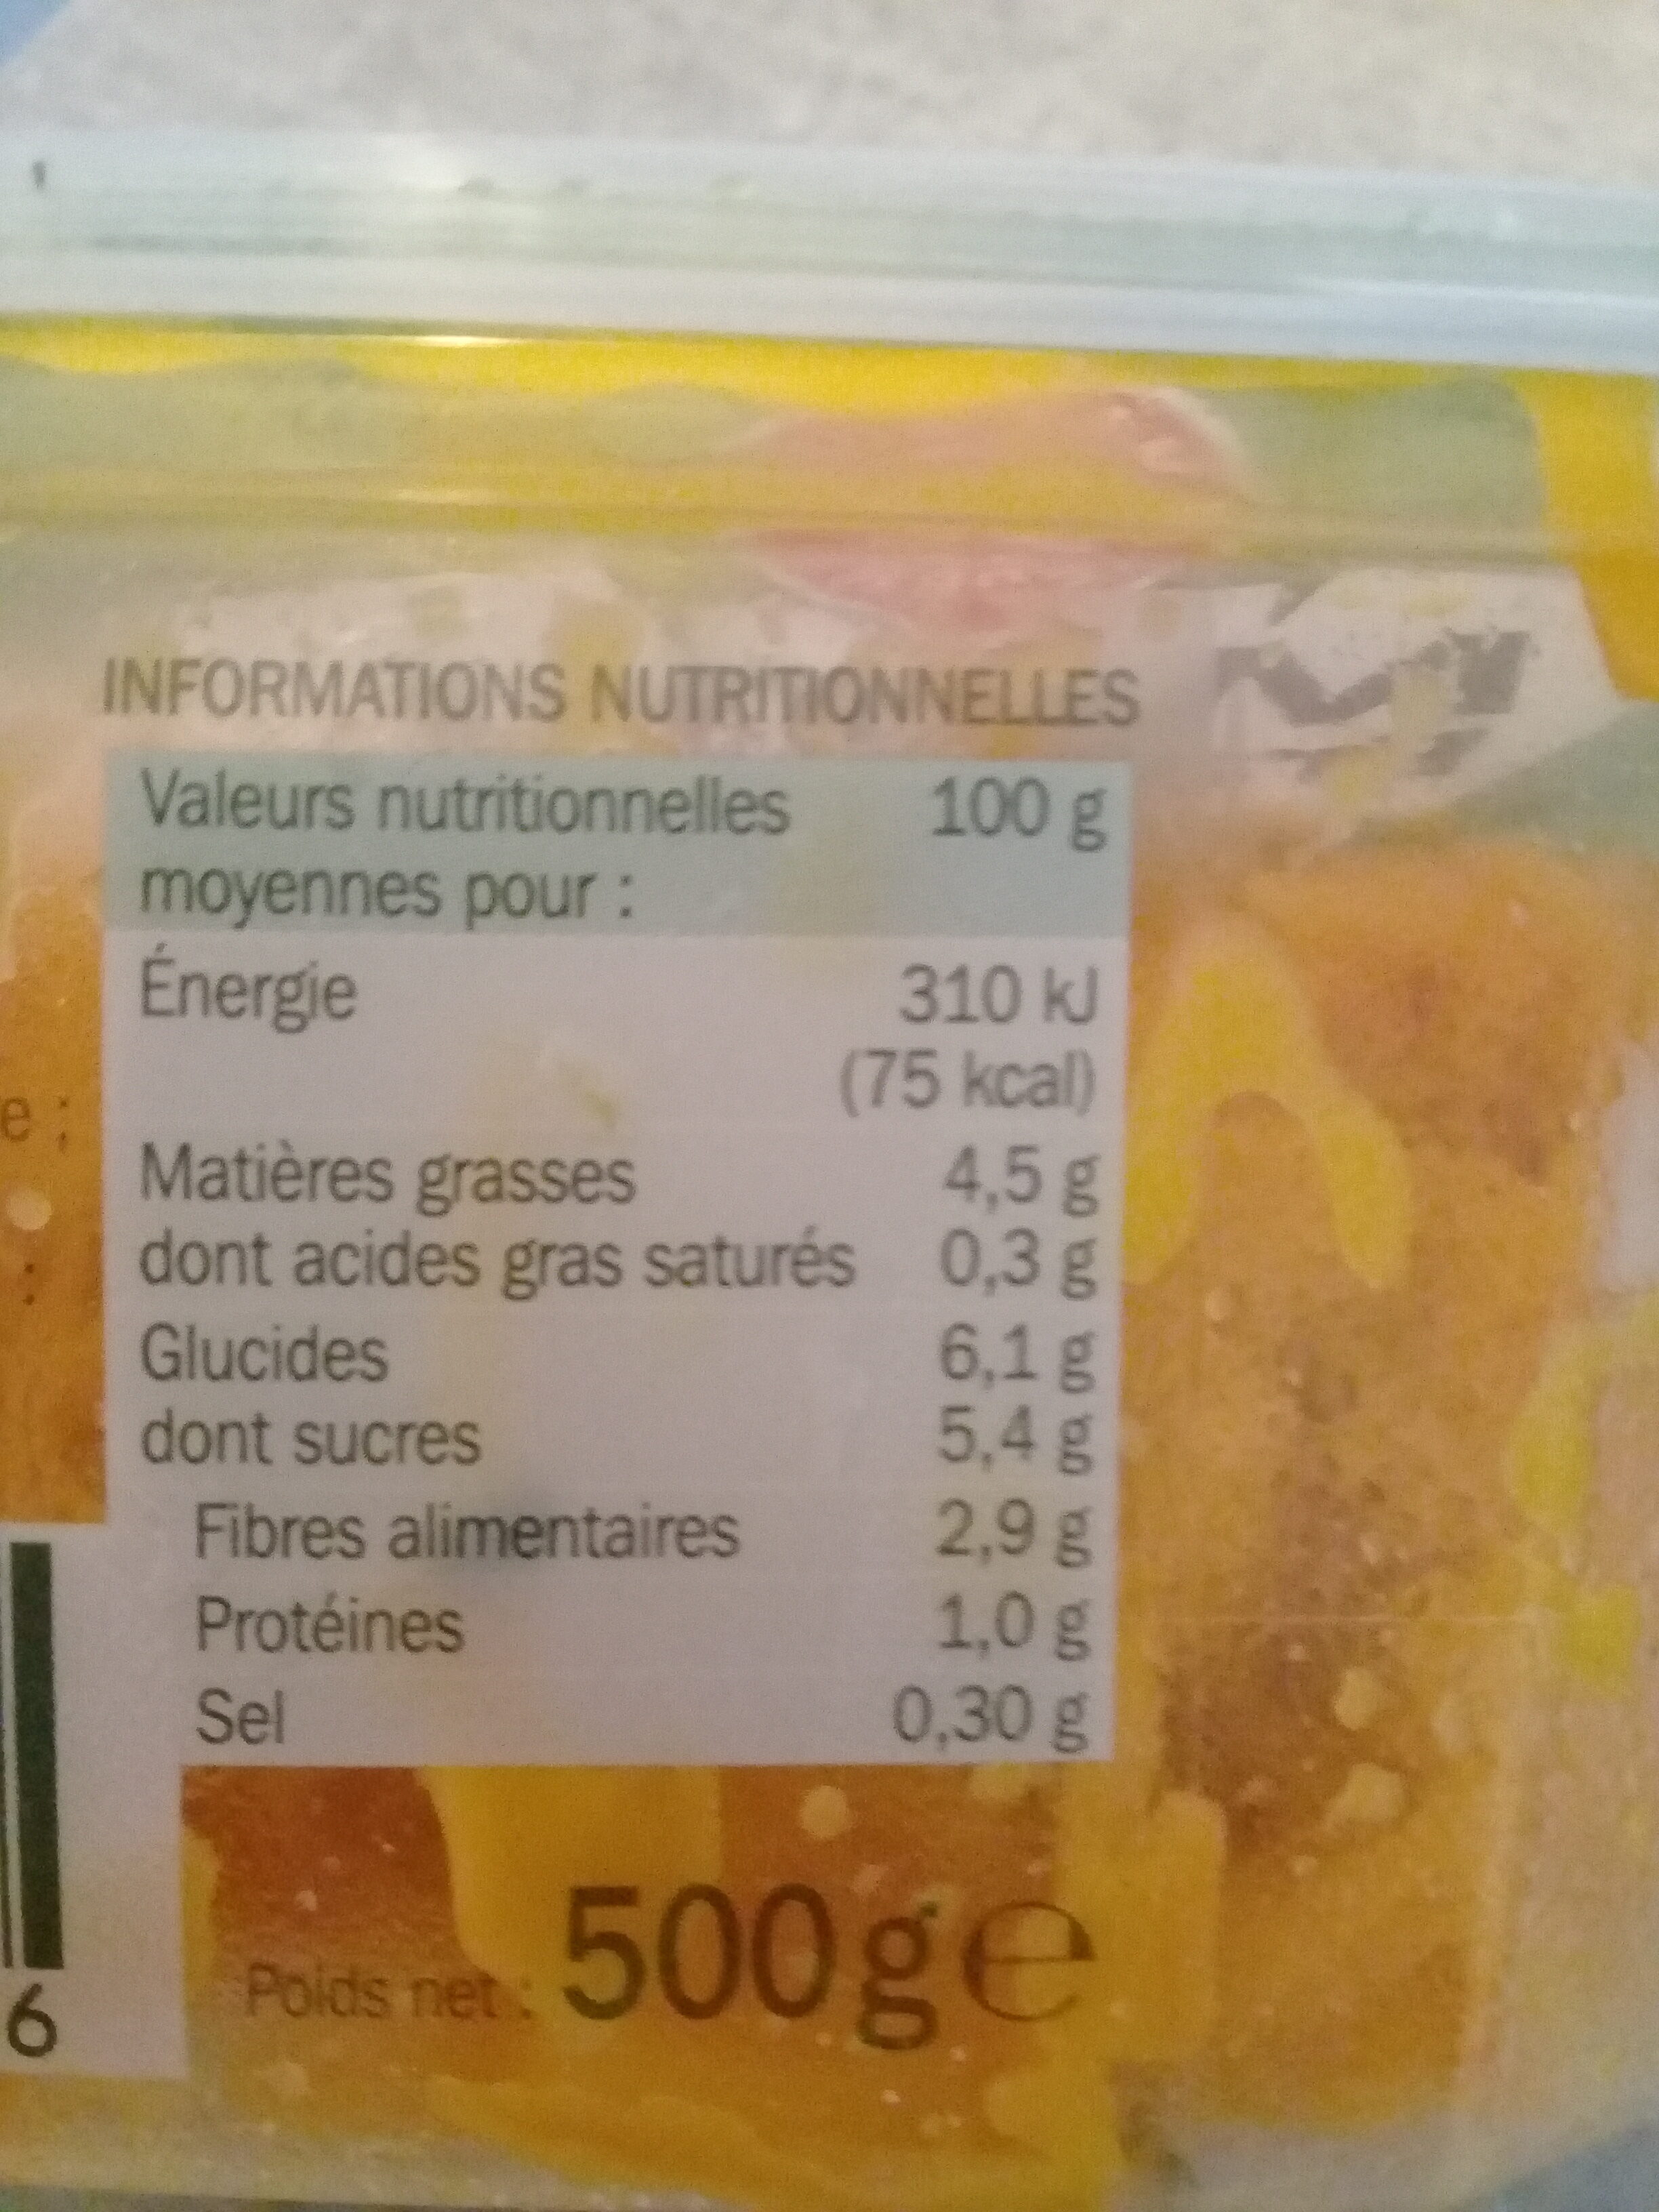 INFORMATIONS NUTRITIONNELLES
Valeurs nutritionnelles 100 g
moyennes pour :
Énergie 310 kJ
(75 kcal)
Matières grasses 4,5 g
dont acides gras saturés 0,3 g
Glucides 6,1 g
dont sucres 5,4 g
Fibres alimentaires 2,9 g
Protéines 1,0 g
Sel 0,30 g
e :
:
6
Poids net : 500 g e